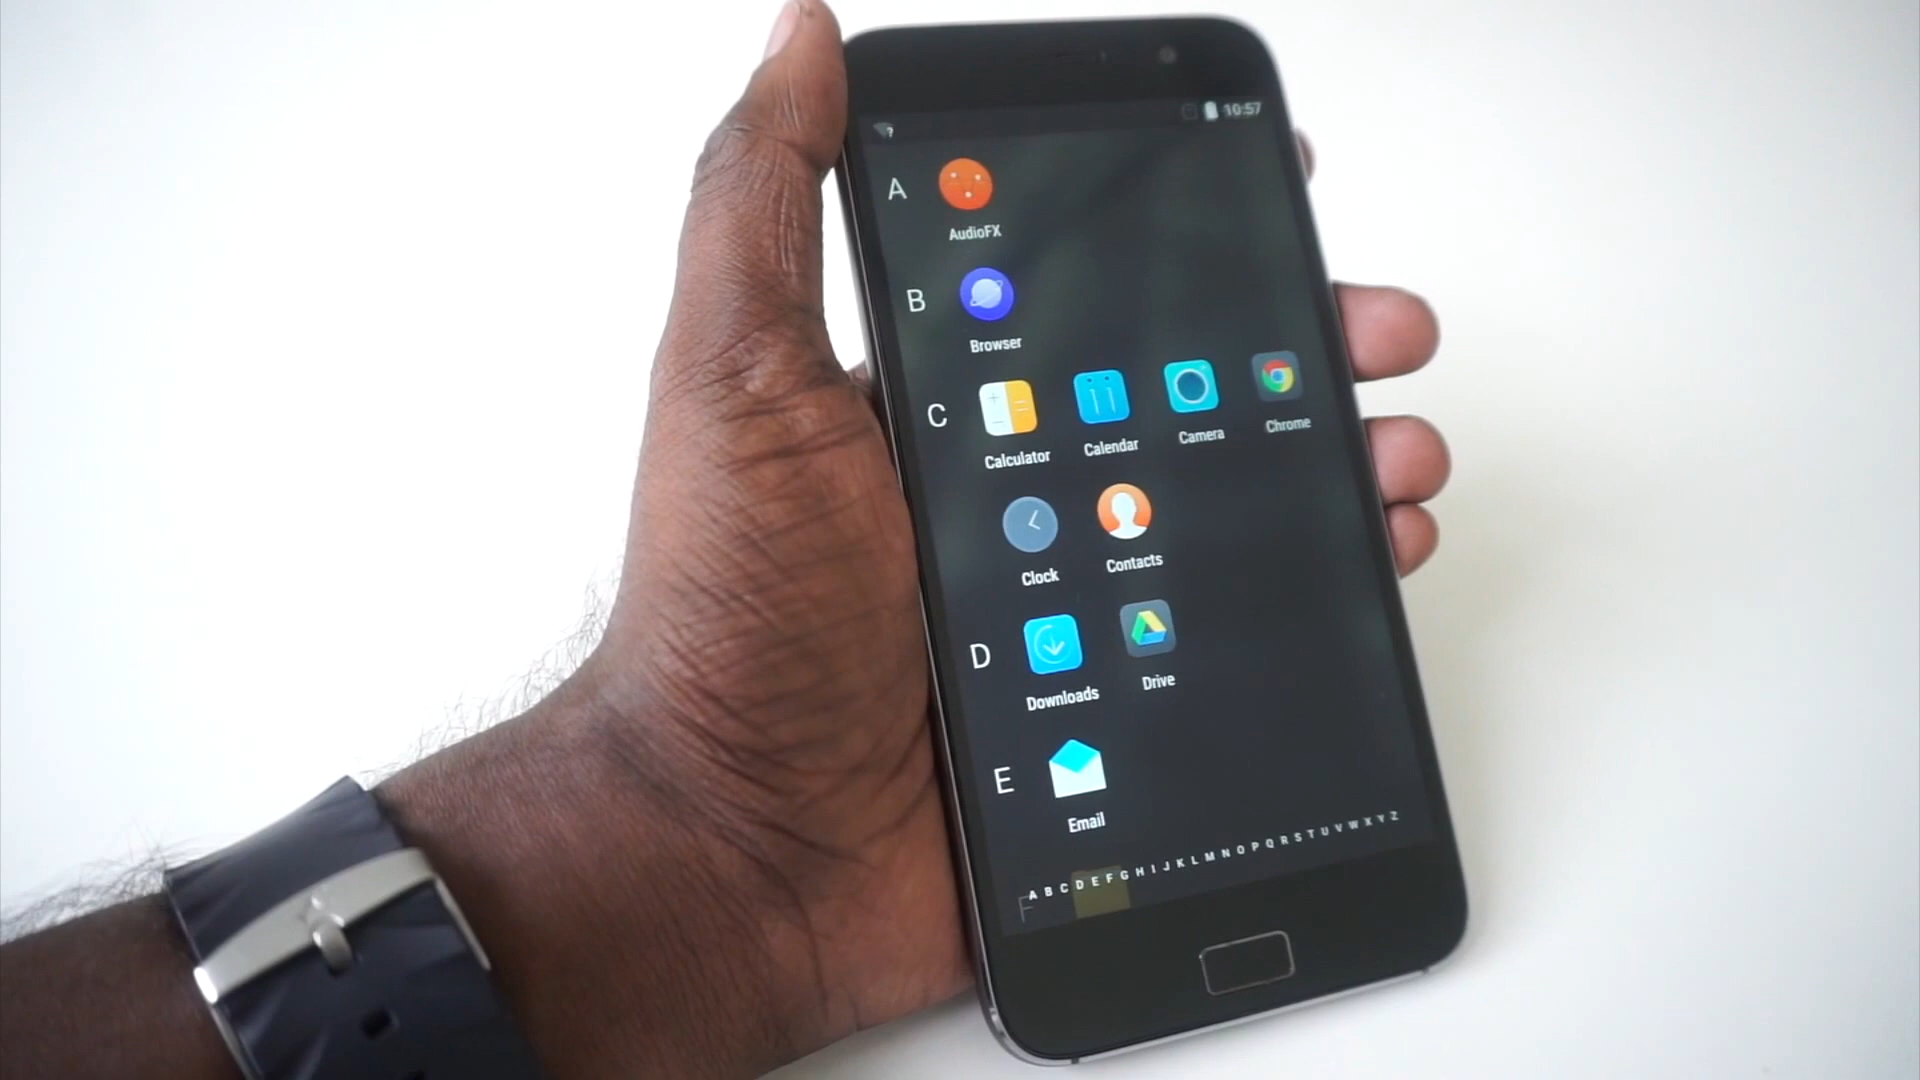 ? 10:57
A
AudioFX
B
Browser
C
Calculator Calendar Camera Chrome
Clock Contacts
D
Downloads Drive
E
Email
A B C D E F G H I J K L M N O P Q R S T U V W X Y Z
F